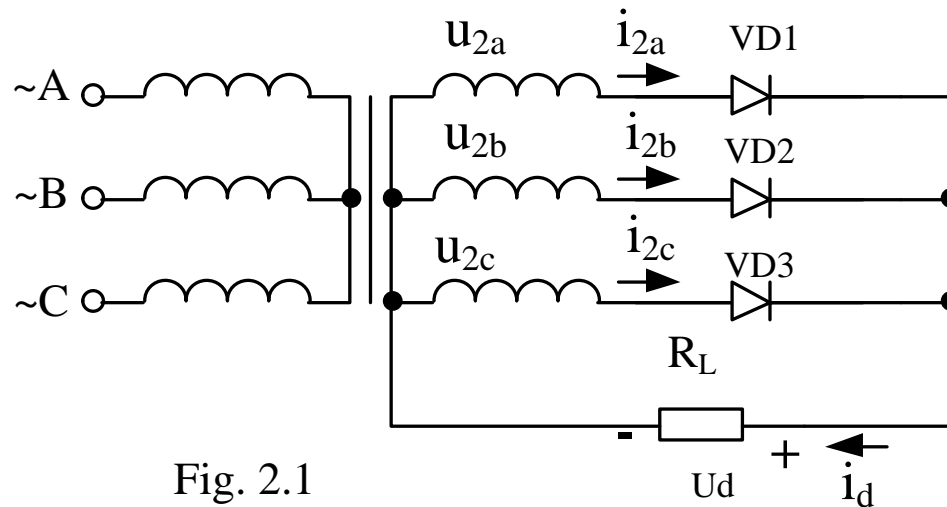 u2a i2a VD1
~A
u2b i2b VD2
~B
u2c i2c VD3
~C
RL
- +
Fig. 2.1 Ud id